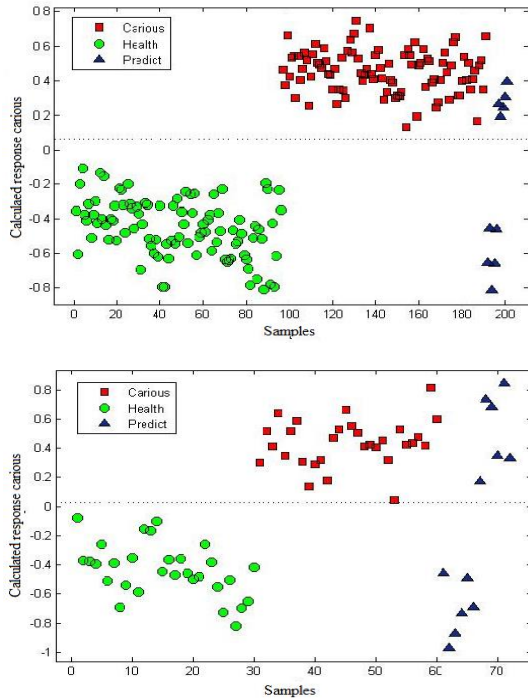 0.8
0.6
0.4
0.2
0
0.2
0.4
0.6
0.8
Calculaed response carious
Carious
Health
Predict
0 20 40 60 80 100 120 140 160 180 200
Samples
0.8
0.6
0.4
0.2
0
-0.2
-0.4
-0.6
-0.8
-1
Calculated response carious
Carious
Health
Predict
0 10 20 30 40 50 60 70
Samples